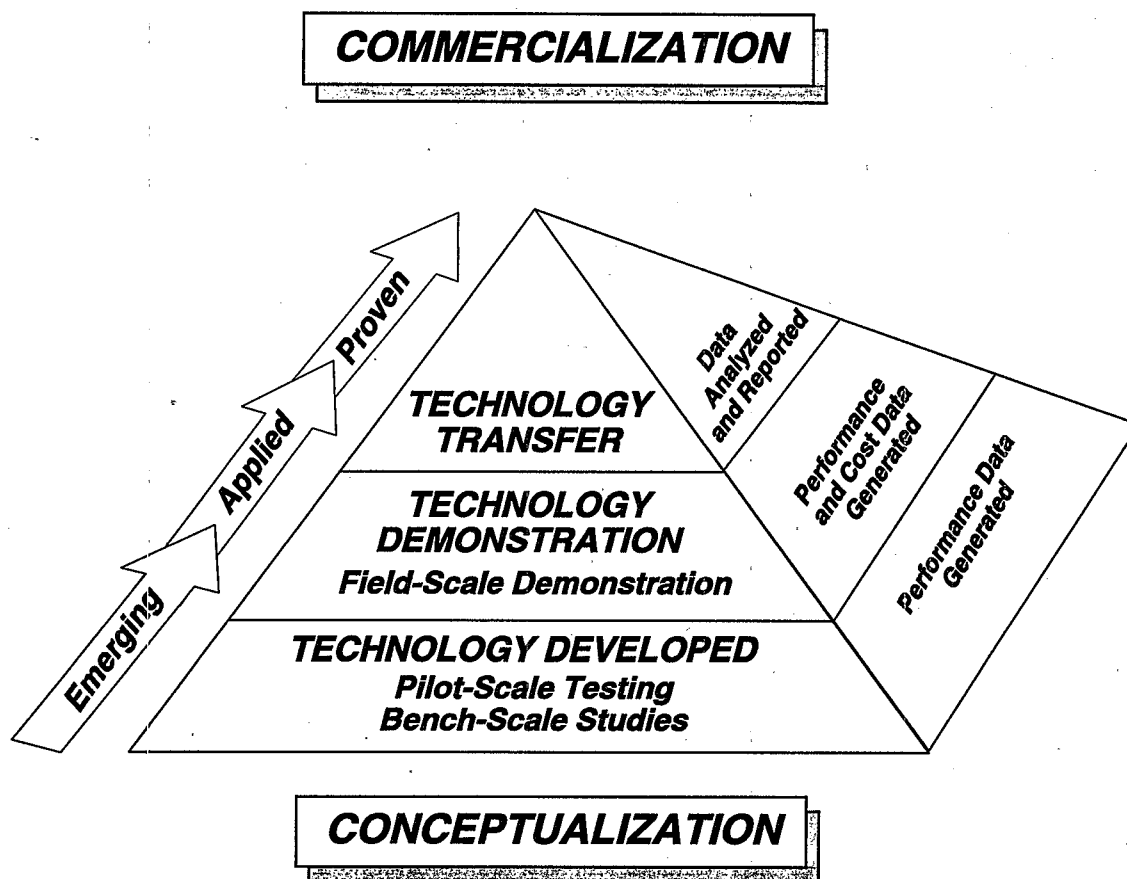 COMMERCIALIZATION
Proven
Applied
Emerging
TECHNOLOGY
TRANSFER
TECHNOLOGY
DEMONSTRATION
Field-Scale Demonstration
TECHNOLOGY DEVELOPED
Pilot-Scale Testing
Bench-Scale Studies
Data
Analyzed
and Reported
Performance
and Cost Data
Generated
Performance Data
Generated
CONCEPTUALIZATION